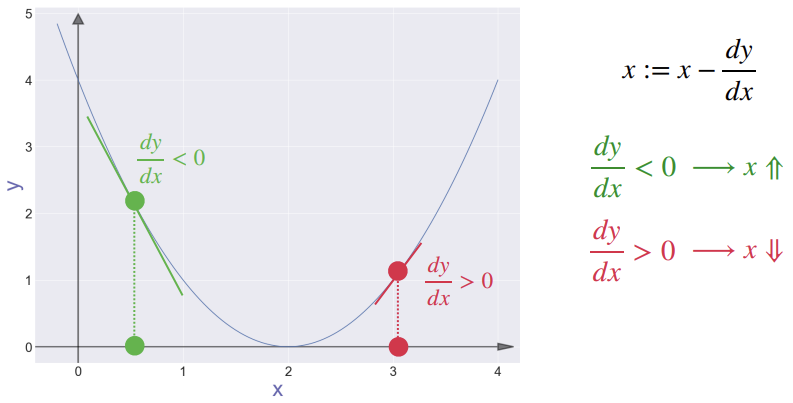 5
4
3
2
1
0
y
0 1 2 3 4
x
dy/dx < 0
dy/dx > 0
x := x − dy/dx
dy/dx < 0 ⟶ x ⇑
dy/dx > 0 ⟶ x ⇓